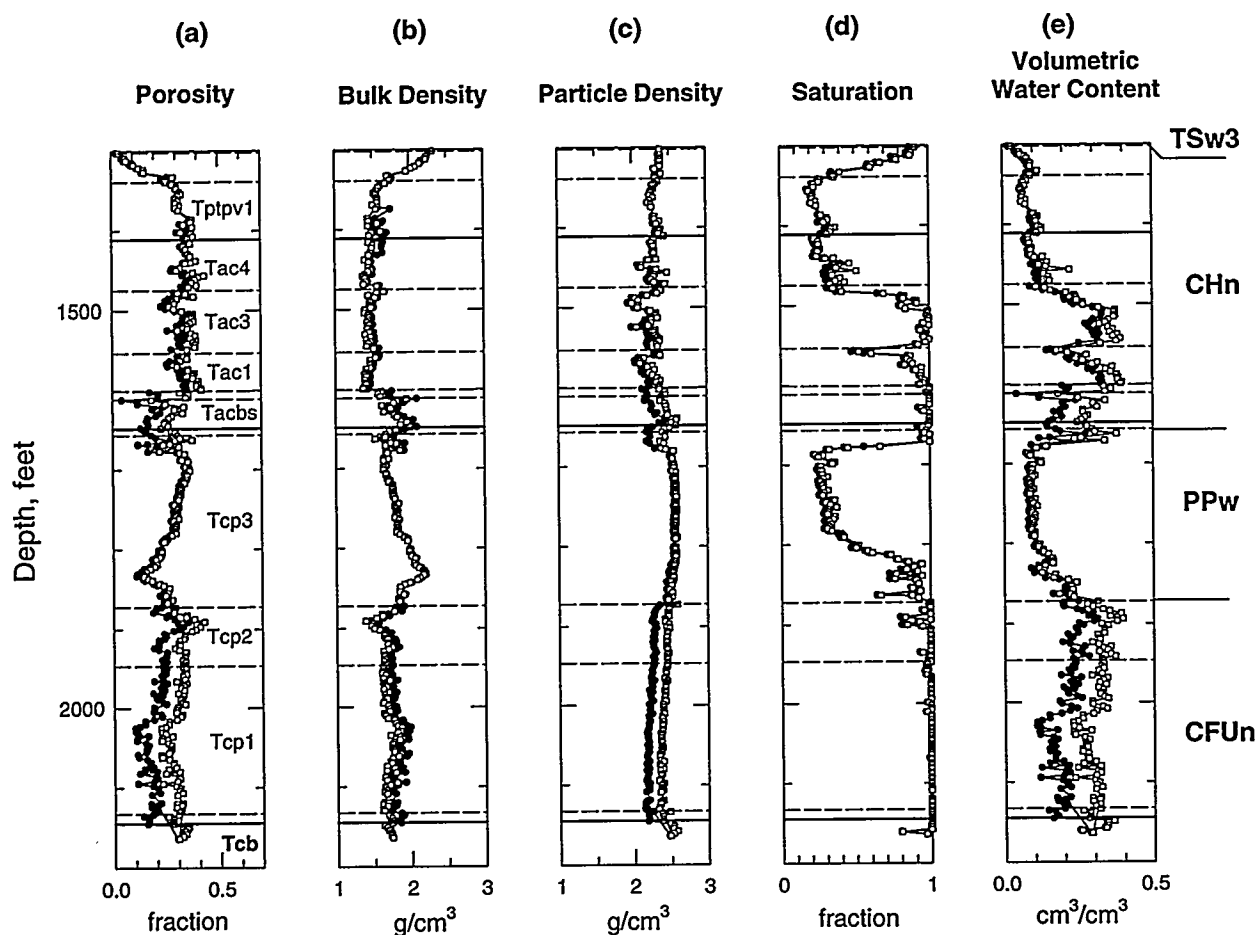 (a)
(b)
(c)
(d)
(e)
Porosity
Bulk Density
Particle Density
Saturation
Volumetric
Water Content
TSw3
Tptpv1
Tac4
CHn
1500
Tac3
Tac1
Tacbs
Depth, feet
Tcp3
PPw
Tcp2
2000
Tcp1
CFUn
Tcb
0.0 0.5
1 2 3
1 2 3
0 1
0.0 0.5
fraction
g/cm³
g/cm³
fraction
cm³/cm³